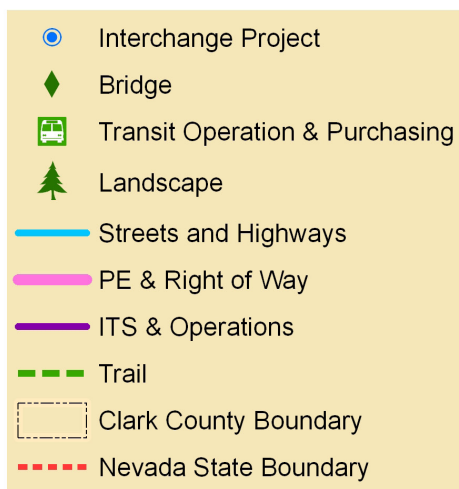 Interchange Project
Bridge
Transit Operation & Purchasing
Landscape
Streets and Highways
PE & Right of Way
ITS & Operations
Trail
Clark County Boundary
Nevada State Boundary